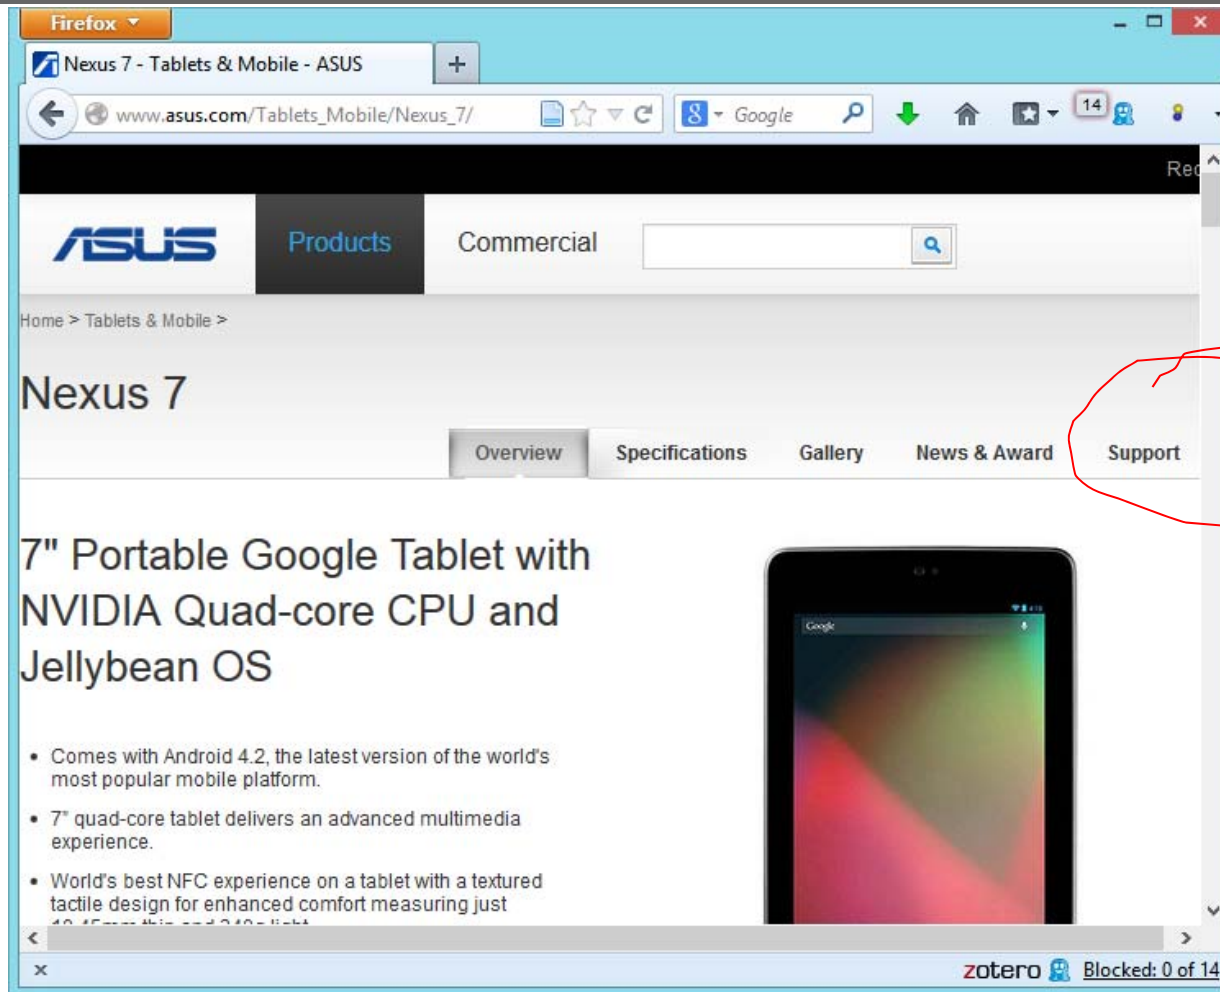 Firefox
Nexus 7 - Tablets & Mobile - ASUS
www.asus.com/Tablets_Mobile/Nexus_7/
8 Google
14
ASUS
Products
Commercial
Home > Tablets & Mobile >
Nexus 7
Overview
Specifications
Gallery
News & Award
Support
7" Portable Google Tablet with
NVIDIA Quad-core CPU and
Jellybean OS
• Comes with Android 4.2, the latest version of the world's
most popular mobile platform.
• 7" quad-core tablet delivers an advanced multimedia
experience.
• World's best NFC experience on a tablet with a textured
tactile design for enhanced comfort measuring just
Google
zotero
Blocked: 0 of 14